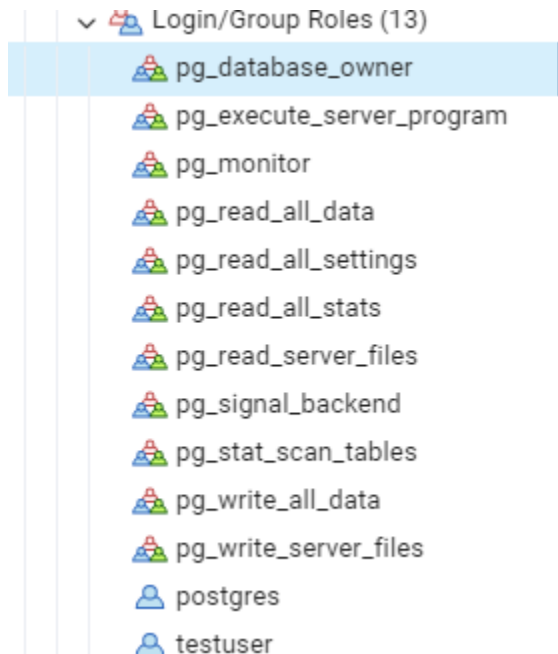 Login/Group Roles (13)
pg_database_owner
pg_execute_server_program
pg_monitor
pg_read_all_data
pg_read_all_settings
pg_read_all_stats
pg_read_server_files
pg_signal_backend
pg_stat_scan_tables
pg_write_all_data
pg_write_server_files
postgres
testuser